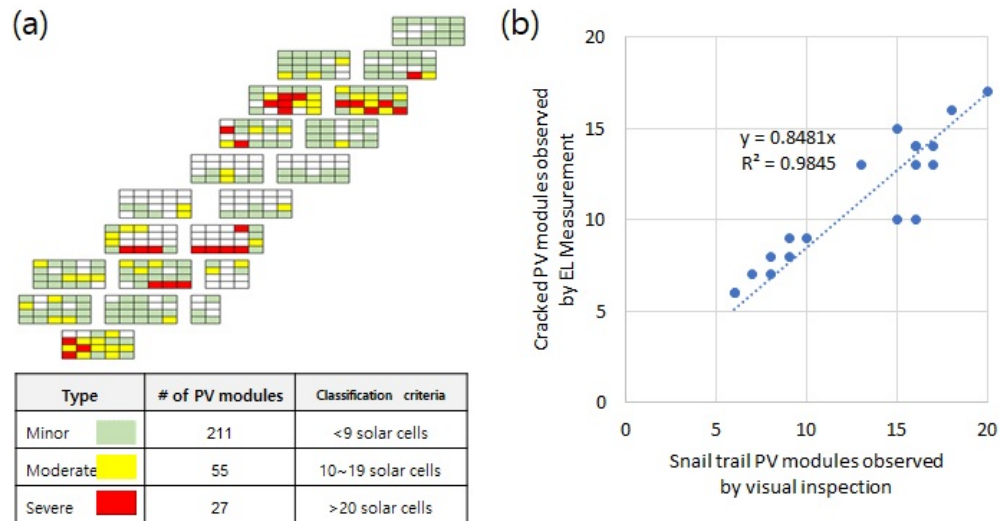 (a)
(b)
Type # of PV modules Classification criteria
Minor 211 <9 solar cells
Moderate 55 10~19 solar cells
Severe 27 >20 solar cells
20
15
10
5
0
0 5 10 15 20
y = 0.8481x
R² = 0.9845
Cracked PV modules observed
by EL Measurement
Snail trail PV modules observed
by visual inspection